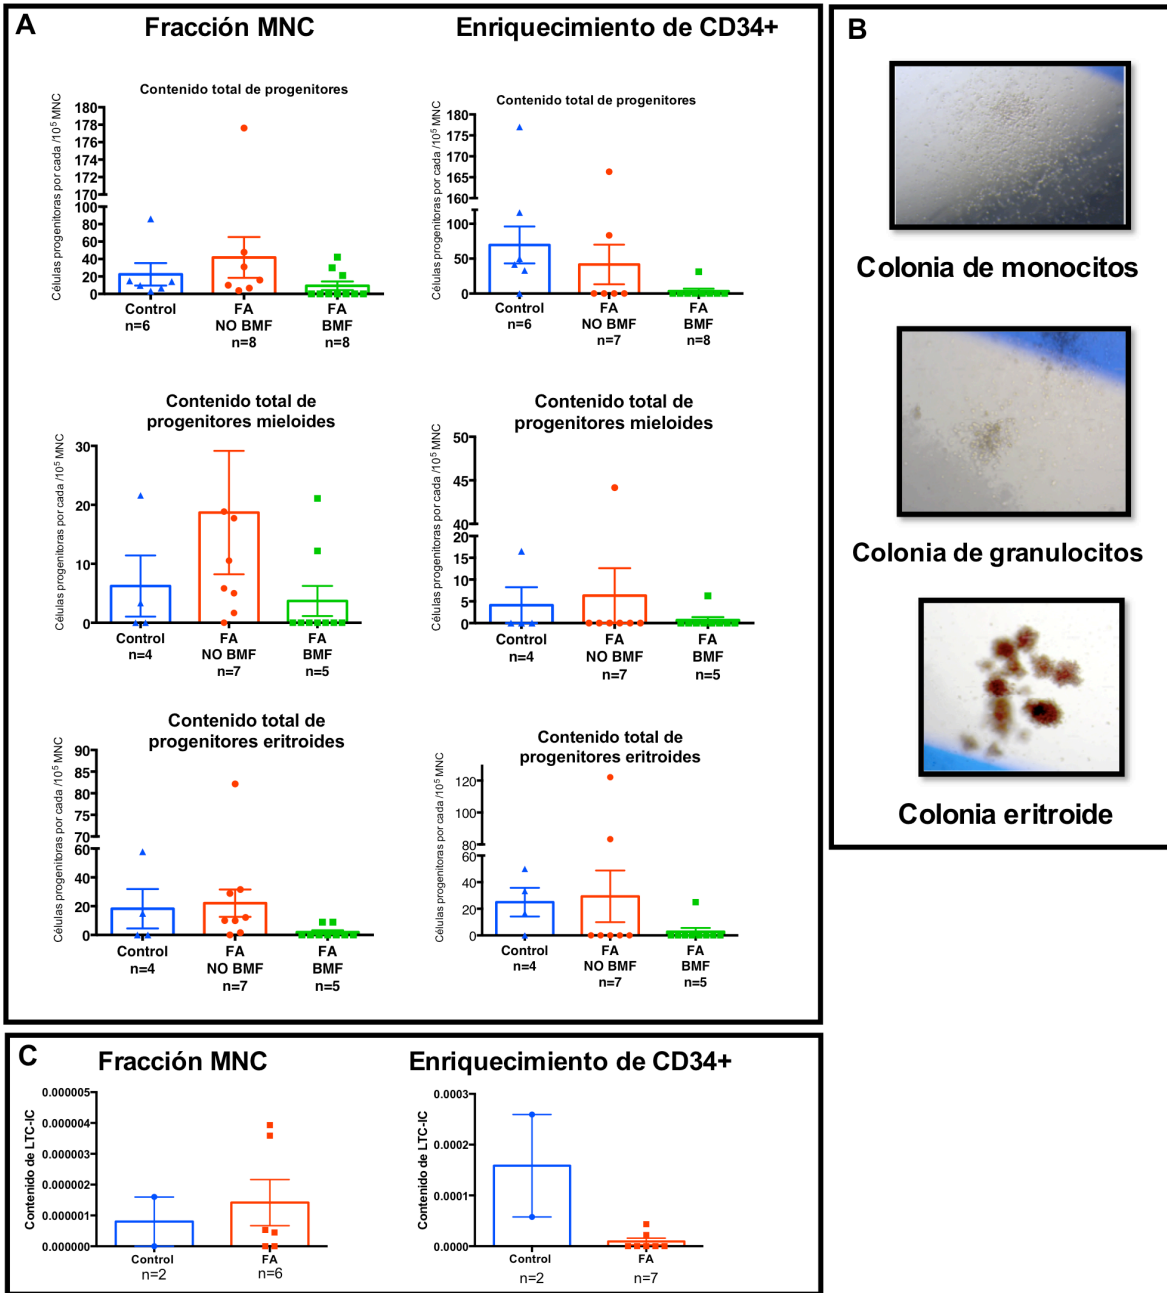 A
Fracción MNC
Enriquecimiento de CD34+
Contenido total de progenitores
Células progenitoras por cada /10⁵ MNC
180
178
176
174
172
170
100
80
60
40
20
0
Control
n=6
FA
NO BMF
n=8
FA
BMF
n=8
Contenido total de progenitores
Células progenitoras por cada /10⁵ MNC
180
175
170
165
160
100
50
0
Control
n=6
FA
NO BMF
n=7
FA
BMF
n=8
Contenido total de
progenitores mieloides
Células progenitoras por cada /10⁵ MNC
30
20
10
0
Control
n=4
FA
NO BMF
n=7
FA
BMF
n=5
Contenido total de
progenitores mieloides
Células progenitoras por cada /10⁵ MNC
50
45
40
20
15
10
5
0
Control
n=4
FA
NO BMF
n=7
FA
BMF
n=5
Contenido total de
progenitores eritroides
Células progenitoras por cada /10⁵ MNC
90
85
80
75
70
60
40
20
0
Control
n=4
FA
NO BMF
n=7
FA
BMF
n=5
Contenido total de
progenitores eritroides
Células progenitoras por cada /10⁵ MNC
120
100
80
60
40
20
0
Control
n=4
FA
NO BMF
n=7
FA
BMF
n=5
B
Colonia de monocitos
Colonia de granulocitos
Colonia eritroide
C
Fracción MNC
Enriquecimiento de CD34+
Contenido de LTC-IC
0.000005
0.000004
0.000003
0.000002
0.000001
0.000000
Control
n=2
FA
n=6
Contenido de LTC-IC
0.0003
0.0002
0.0001
0.0000
Control
n=2
FA
n=7